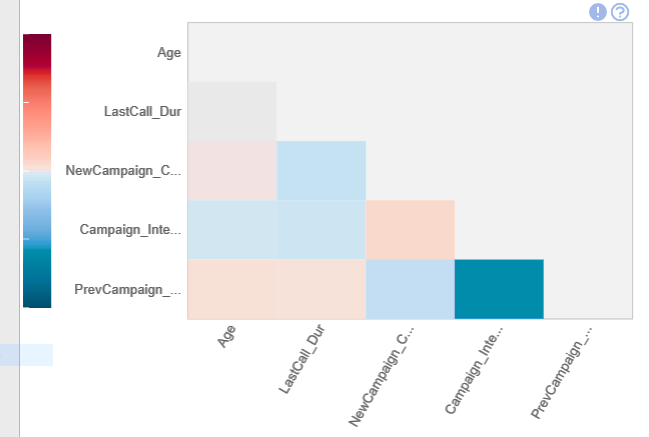 Age
LastCall_Dur
NewCampaign_C...
Campaign_Inte...
PrevCampaign_...
Age
LastCall_Dur
NewCampaign_C...
Campaign_Inte...
PrevCampaign_...